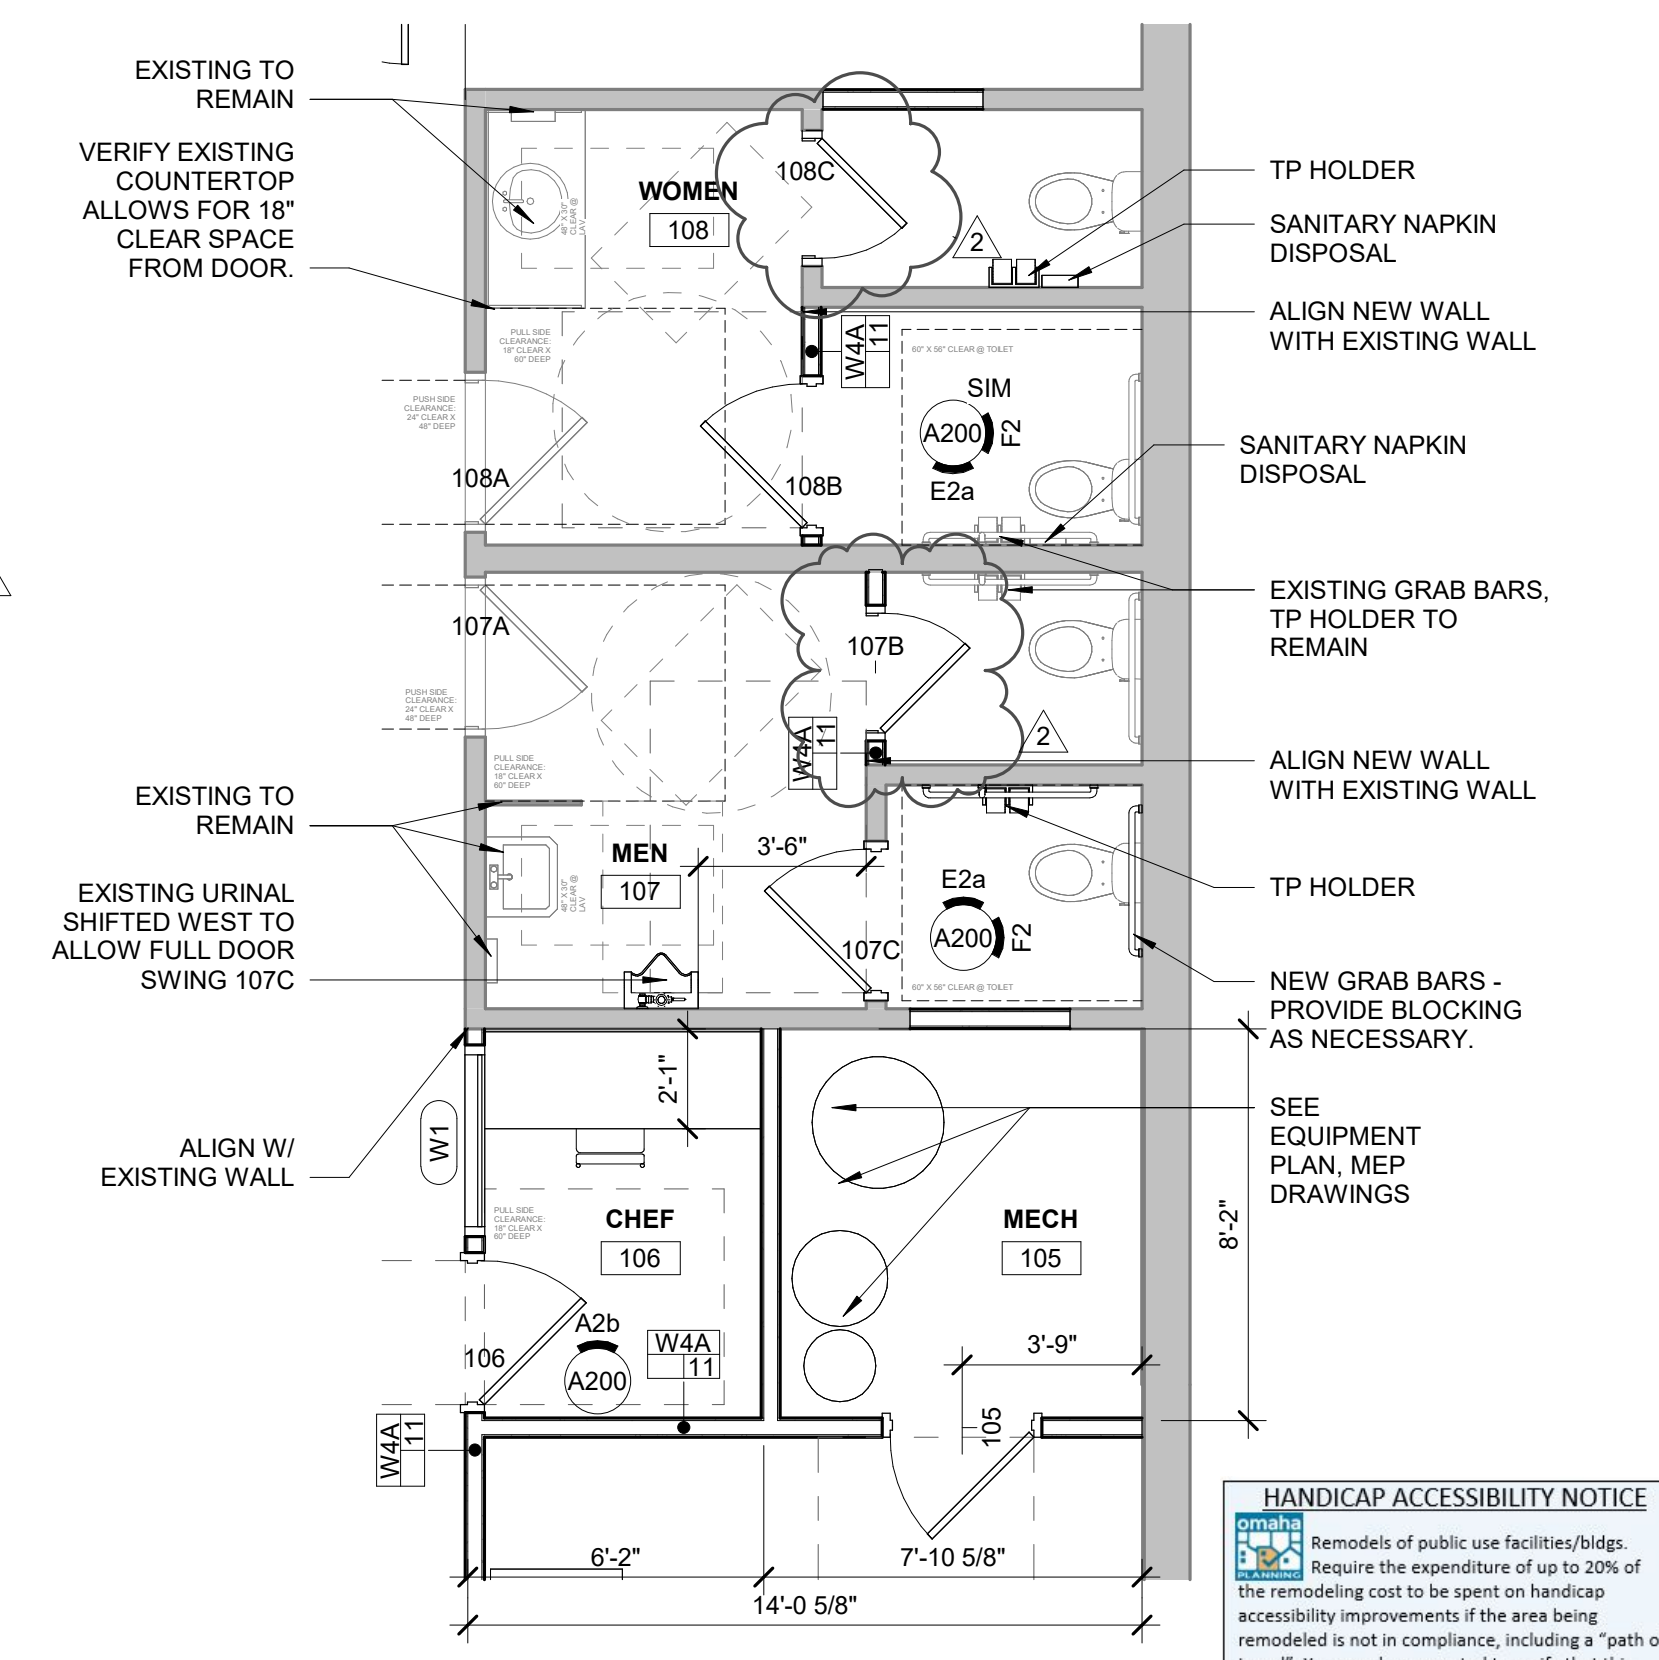 EXISTING TO
REMAIN
VERIFY EXISTING
COUNTERTOP
ALLOWS FOR 18"
CLEAR SPACE
FROM DOOR.
WOMEN
108
108C
48" X 30"
CLEAR @
LAV
2
TP HOLDER
SANITARY NAPKIN
DISPOSAL
ALIGN NEW WALL
WITH EXISTING WALL
PULL SIDE
CLEARANCE:
18" CLEAR X
60" DEEP
W4A
11
60" X 56" CLEAR @ TOILET
SIM
A200
F2
E2a
PUSH SIDE
CLEARANCE:
24" CLEAR X
48" DEEP
108A
108B
SANITARY NAPKIN
DISPOSAL
EXISTING GRAB BARS,
TP HOLDER TO
REMAIN
107A
107B
PUSH SIDE
CLEARANCE:
24" CLEAR X
48" DEEP
W4A
11
2
ALIGN NEW WALL
WITH EXISTING WALL
PULL SIDE
CLEARANCE:
18" CLEAR X
60" DEEP
EXISTING TO
REMAIN
MEN
107
3'-6"
48" X 30"
CLEAR @
LAV
E2a
A200
F2
TP HOLDER
EXISTING URINAL
SHIFTED WEST TO
ALLOW FULL DOOR
SWING 107C
107C
60" X 56" CLEAR @ TOILET
NEW GRAB BARS -
PROVIDE BLOCKING
AS NECESSARY.
2'-1"
W1
ALIGN W/
EXISTING WALL
SEE
EQUIPMENT
PLAN, MEP
DRAWINGS
PULL SIDE
CLEARANCE:
18" CLEAR X
60" DEEP
CHEF
106
MECH
105
8'-2"
106
A2b
A200
W4A
11
3'-9"
105
W4A
11
6'-2"
7'-10 5/8"
14'-0 5/8"
HANDICAP ACCESSIBILITY NOTICE
omaha
PLANNING
Remodels of public use facilities/bldgs.
Require the expenditure of up to 20% of
the remodeling cost to be spent on handicap
accessibility improvements if the area being
remodeled is not in compliance, including a "path o